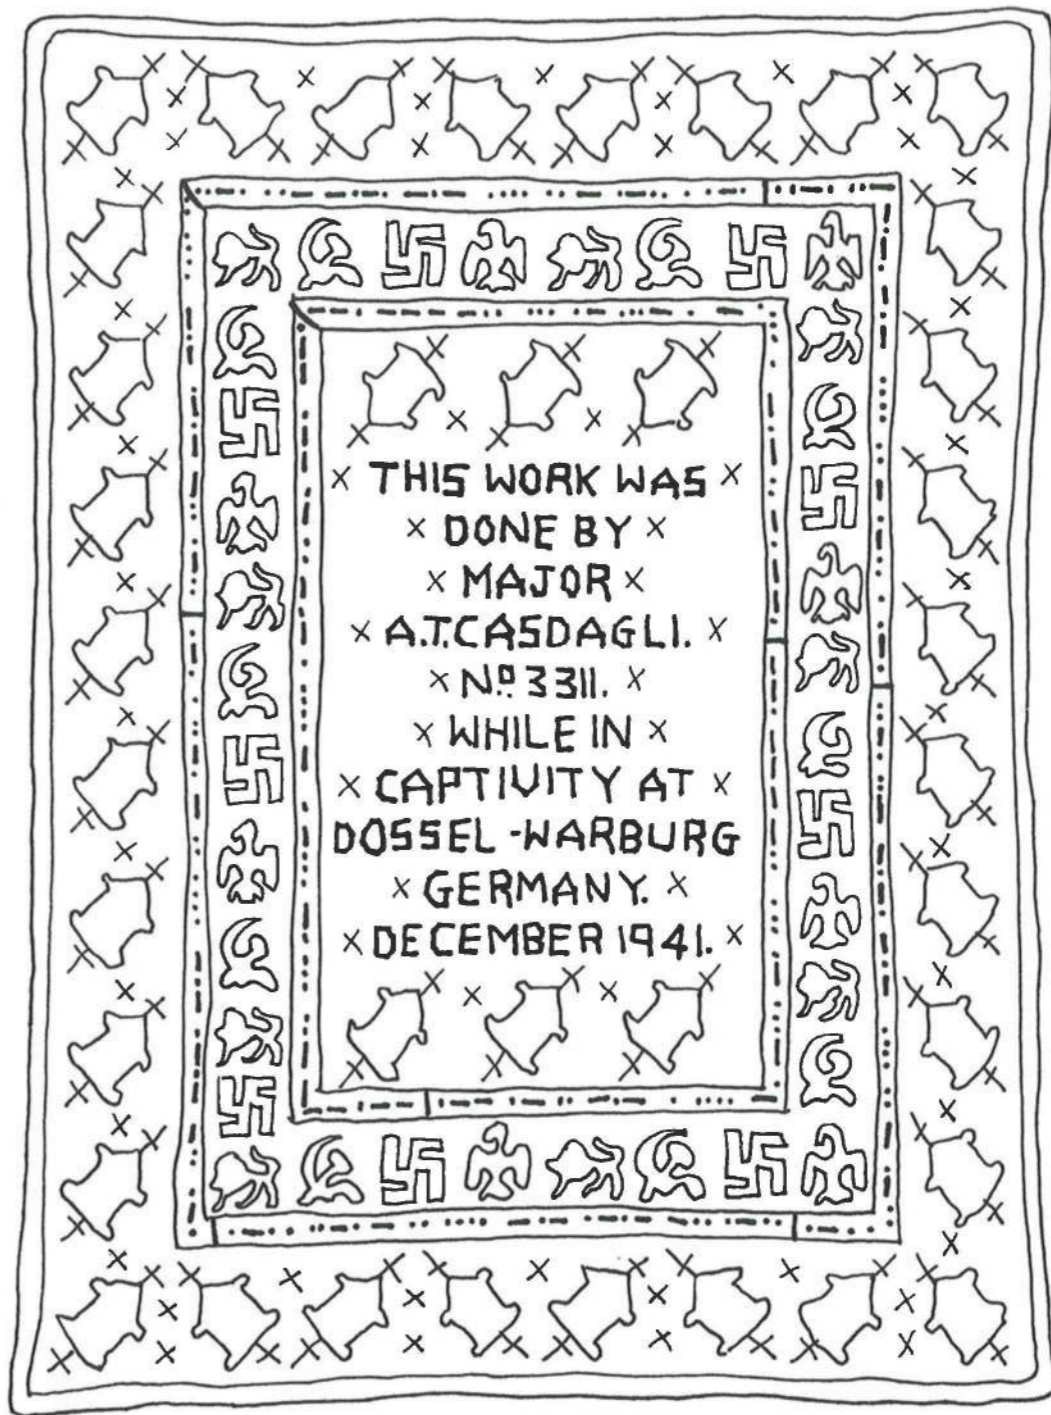 THIS WORK WAS
DONE BY
MAJOR
A.T.CASDAGLI.
Nº 3311.
WHILE IN
CAPTIVITY AT
DOSSEL-WARBURG
GERMANY.
DECEMBER 1941.